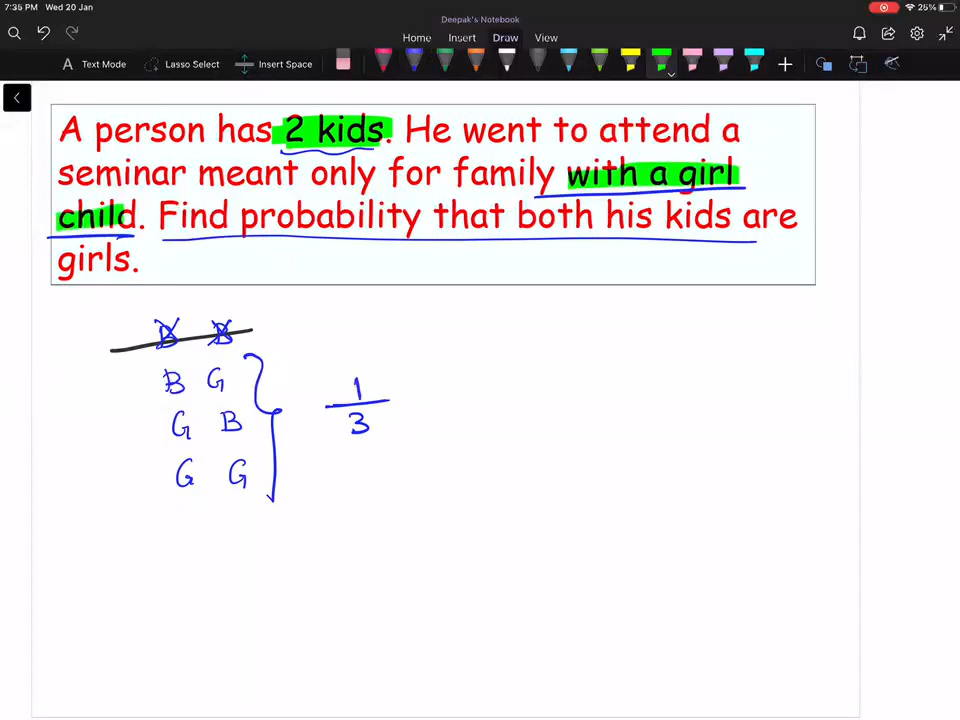 7:35 PM Wed 20 Jan
25%
Deepak's Notebook
Home Insert Draw View
Text Mode Lasso Select Insert Space
A person has 2 kids. He went to attend a
seminar meant only for family with a girl
child. Find probability that both his kids are
girls.
B B
B G
G B
G G
1
3